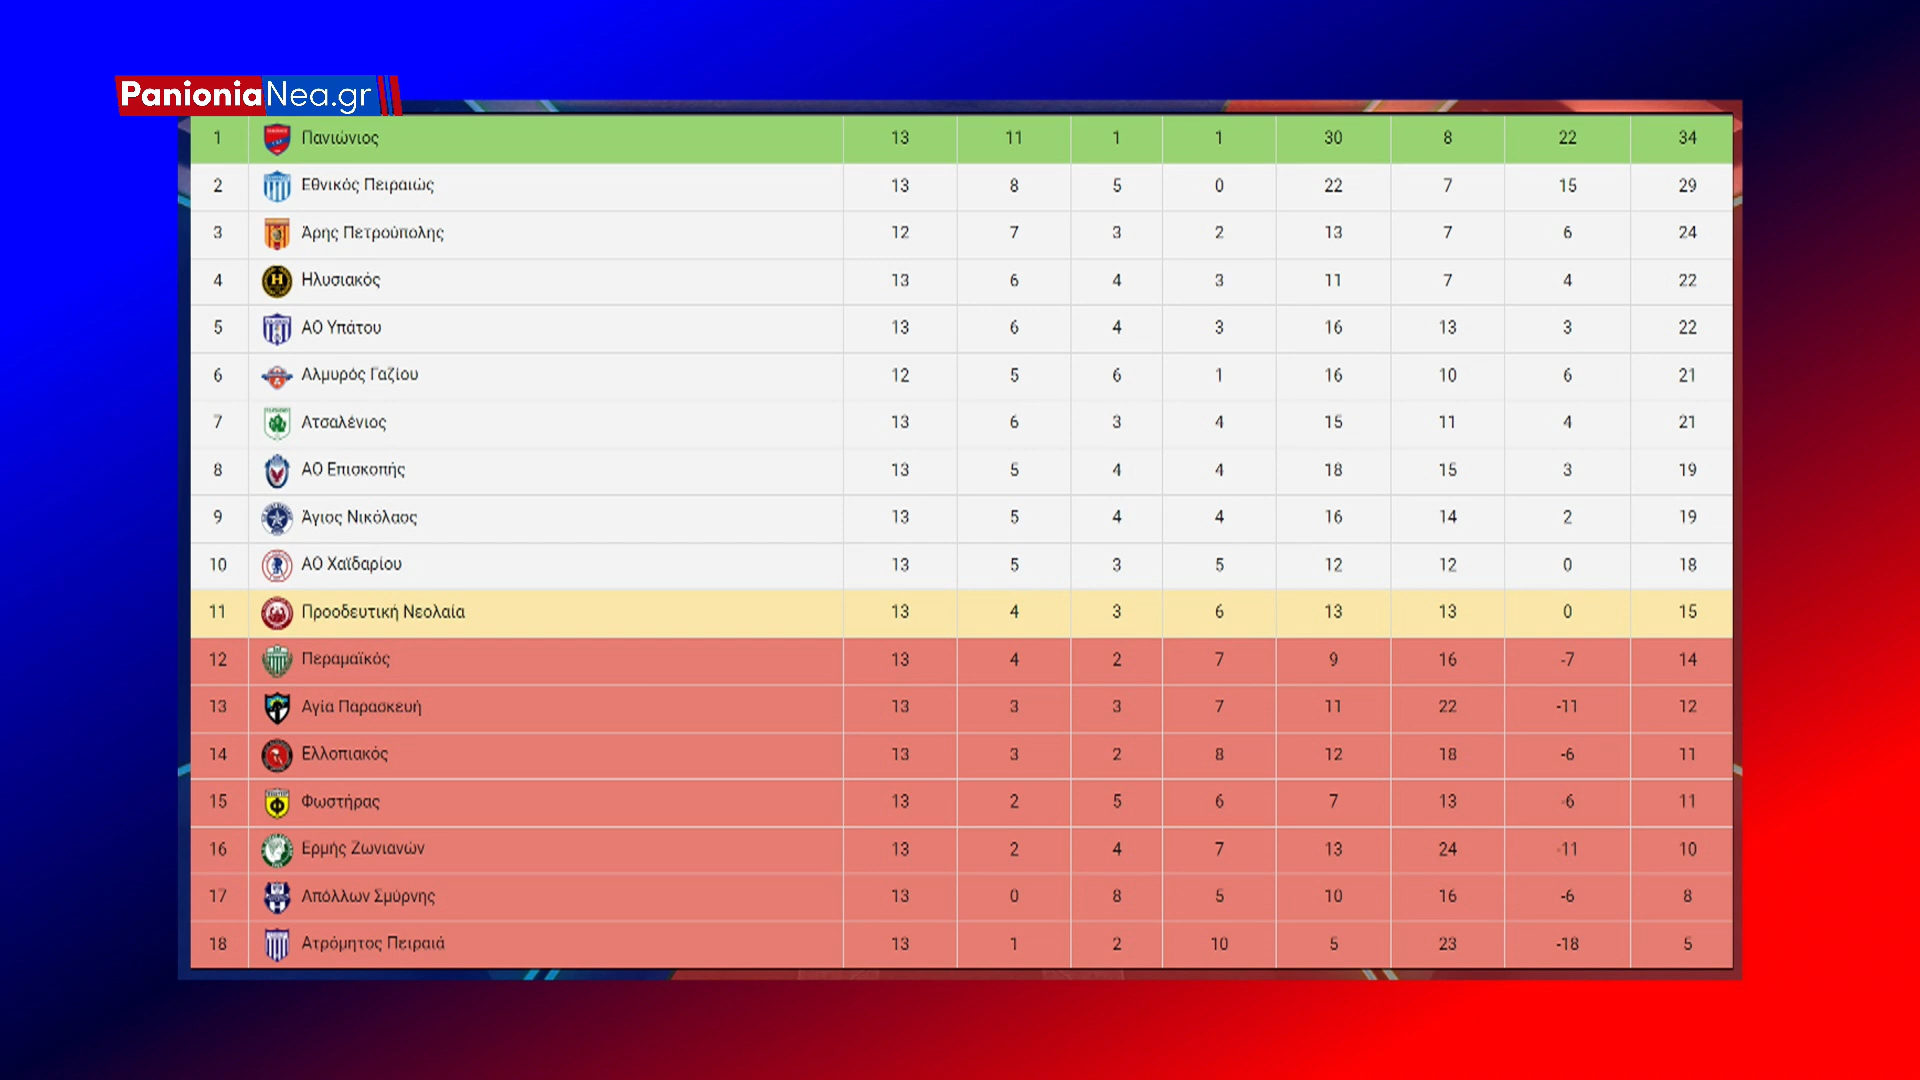 PanioniaNea.gr
1 Πανιώνιος 13 11 1 1 30 8 22 34
2 Εθνικός Πειραιώς 13 8 5 0 22 7 15 29
3 Άρης Πετρούπολης 12 7 3 2 13 7 6 24
4 Ηλυσιακός 13 6 4 3 11 7 4 22
5 ΑΟ Υπάτου 13 6 4 3 16 13 3 22
6 Αλμυρός Γαζίου 12 5 6 1 16 10 6 21
7 Ατσαλένιος 13 6 3 4 15 11 4 21
8 ΑΟ Επισκοπής 13 5 4 4 18 15 3 19
9 Άγιος Νικόλαος 13 5 4 4 16 14 2 19
10 ΑΟ Χαϊδαρίου 13 5 3 5 12 12 0 18
11 Προοδευτική Νεολαία 13 4 3 6 13 13 0 15
12 Περαμαϊκός 13 4 2 7 9 16 -7 14
13 Αγία Παρασκευή 13 3 3 7 11 22 -11 12
14 Ελλοπιακός 13 3 2 8 12 18 -6 11
15 Φωστήρας 13 2 5 6 7 13 -6 11
16 Ερμής Ζωνιανών 13 2 4 7 13 24 -11 10
17 Απόλλων Σμύρνης 13 0 8 5 10 16 -6 8
18 Ατρόμητος Πειραιά 13 1 2 10 5 23 -18 5